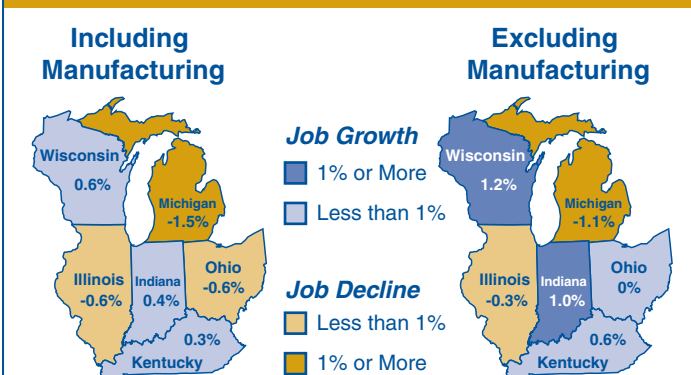 Including
Manufacturing
Wisconsin
0.6%
Michigan
-1.5%
Illinois
-0.6%
Indiana
0.4%
Ohio
-0.6%
0.3%
Kentucky
Job Growth
1% or More
Less than 1%
Job Decline
Less than 1%
1% or More
Excluding
Manufacturing
Wisconsin
1.2%
Michigan
-1.1%
Illinois
-0.3%
Indiana
1.0%
Ohio
0%
0.6%
Kentucky